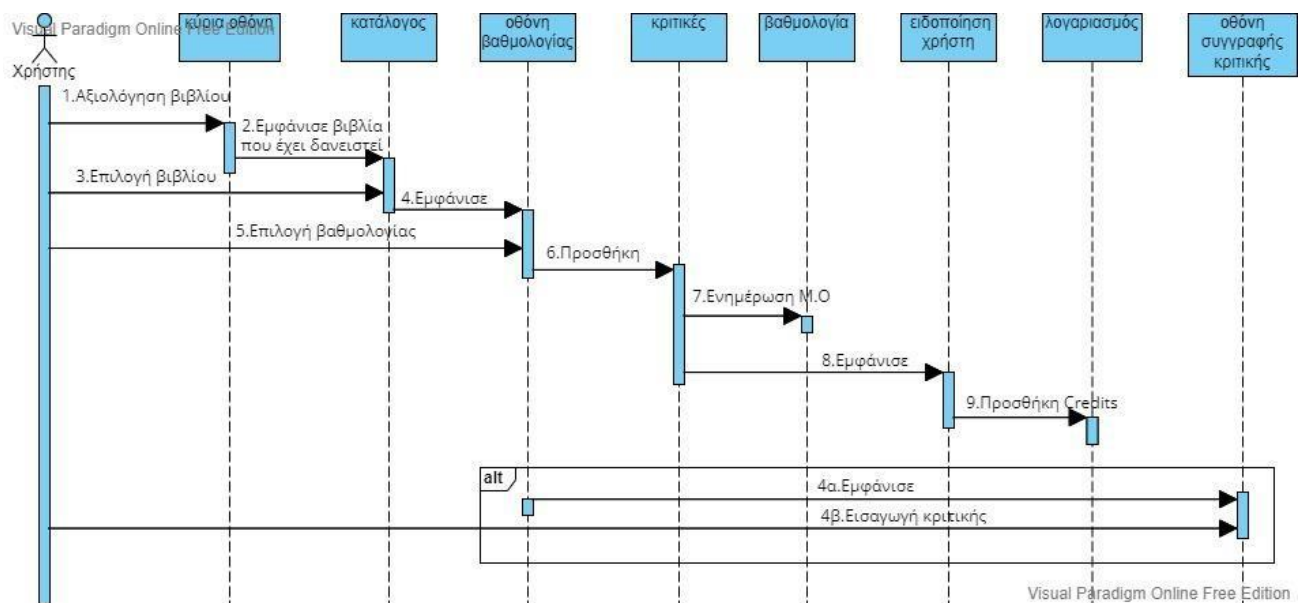 Visual Paradigm Online Free Edition
κύρια οθόνη
κατάλογος
οθόνη
βαθμολογίας
κριτικές
βαθμολογία
ειδοποίηση
χρήστη
λογαριασμός
οθόνη
συγγραφής
κριτικής
Χρήστης
1.Αξιολόγηση βιβλίου
2.Εμφάνισε βιβλία
που έχει δανειστεί
3.Επιλογή βιβλίου
4.Εμφάνισε
5.Επιλογή βαθμολογίας
6.Προσθήκη
7.Ενημέρωση Μ.Ο
8.Εμφάνισε
9.Προσθήκη Credits
alt
4α.Εμφάνισε
4β.Εισαγωγή κριτικής
Visual Paradigm Online Free Edition